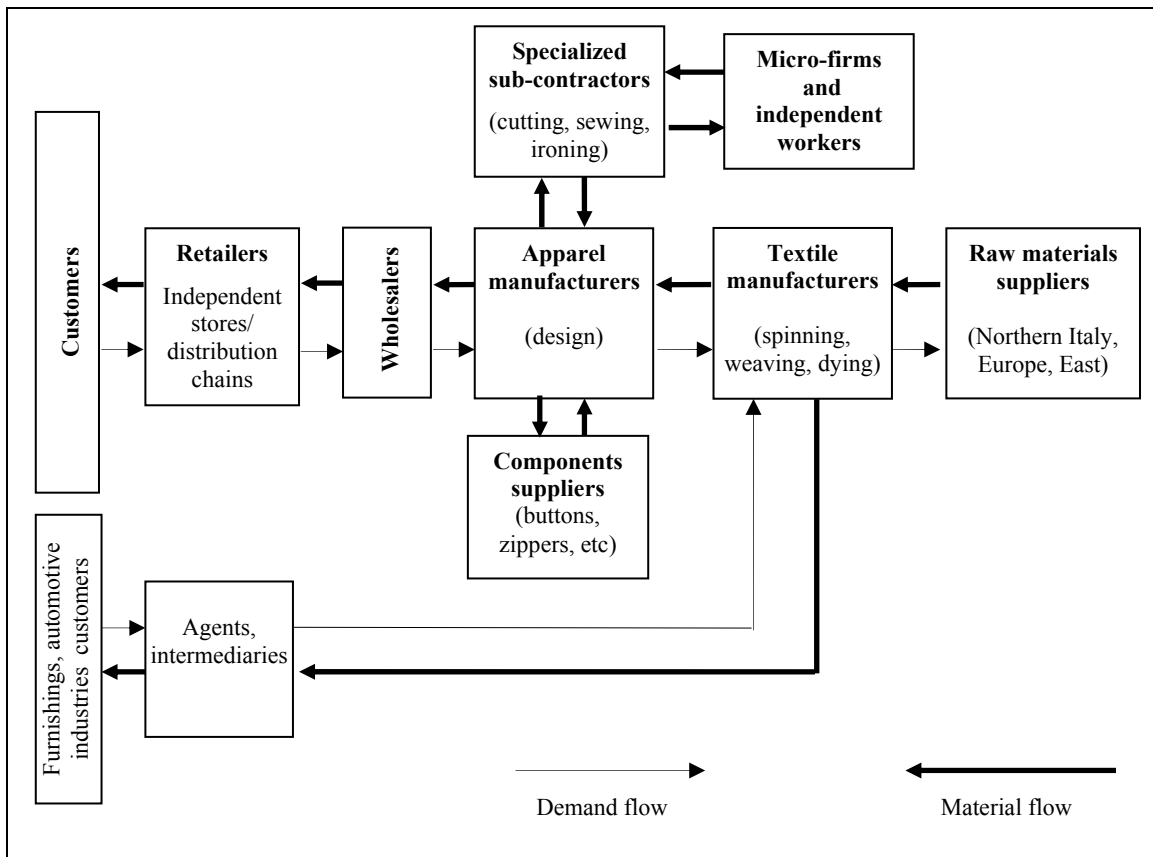 Specialized
sub-contractors
(cutting, sewing,
ironing)
Micro-firms
and
independent
workers
Customers
Retailers
Independent
stores/
distribution
chains
Wholesalers
Apparel
manufacturers
(design)
Textile
manufacturers
(spinning,
weaving, dying)
Raw materials
suppliers
(Northern Italy,
Europe, East)
Components
suppliers
(buttons,
zippers, etc)
Furnishings, automotive
industries customers
Agents,
intermediaries
Demand flow
Material flow